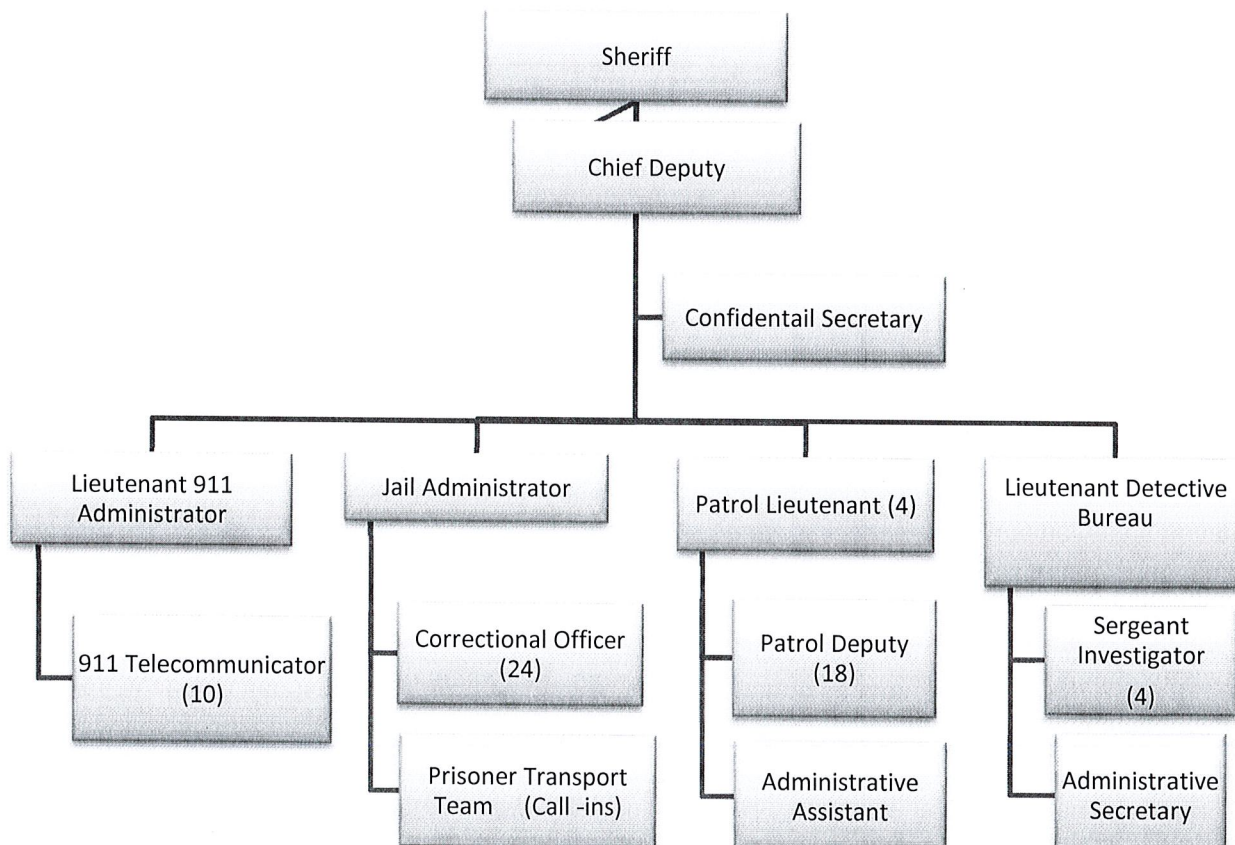 Sheriff
Chief Deputy
Confidentail Secretary
Lieutenant 911
Administrator
Jail Administrator
Patrol Lieutenant (4)
Lieutenant Detective
Bureau
911 Telecommunicator
(10)
Correctional Officer
(24)
Patrol Deputy
(18)
Sergeant
Investigator
(4)
Prisoner Transport
Team (Call -ins)
Administrative
Assistant
Administrative
Secretary